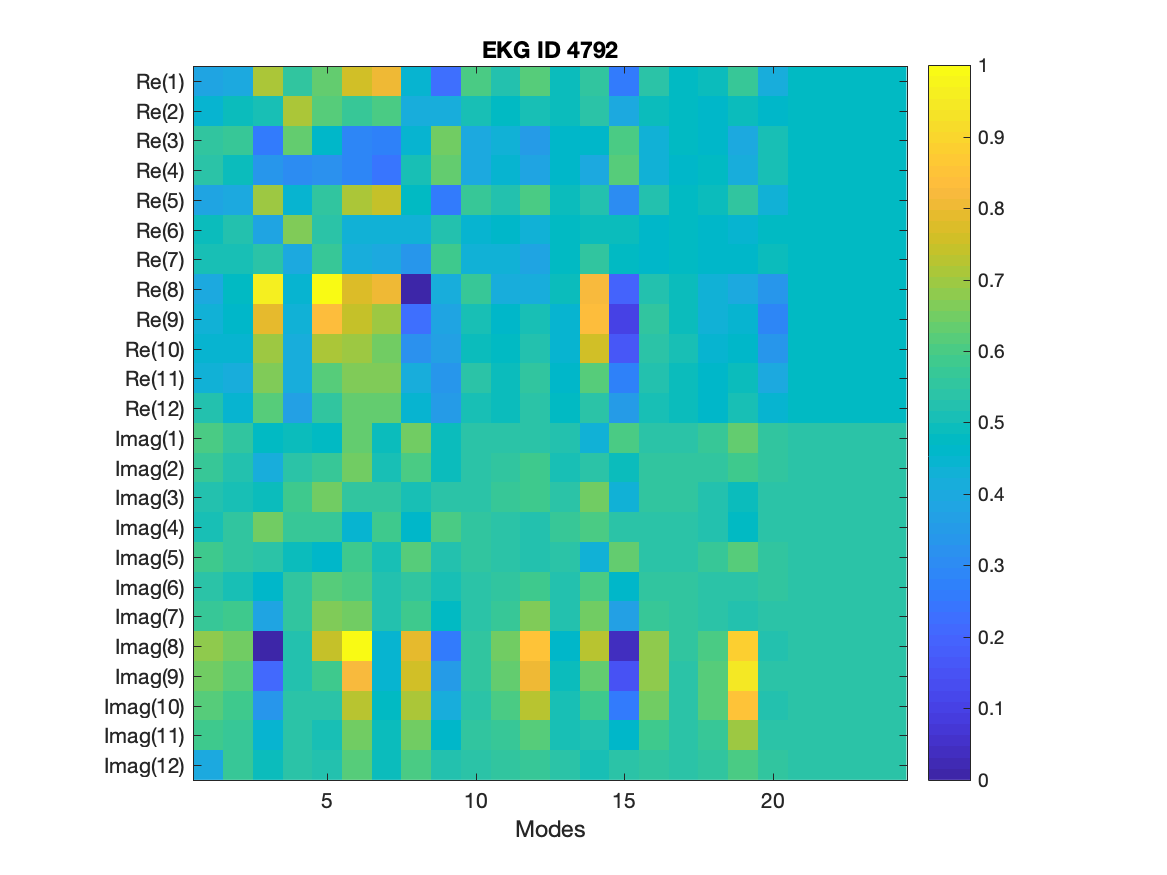 EKG ID 4792
Re(1)
Re(2)
Re(3)
Re(4)
Re(5)
Re(6)
Re(7)
Re(8)
Re(9)
Re(10)
Re(11)
Re(12)
Imag(1)
Imag(2)
Imag(3)
Imag(4)
Imag(5)
Imag(6)
Imag(7)
Imag(8)
Imag(9)
Imag(10)
Imag(11)
Imag(12)
5 10 15 20
Modes
1
0.9
0.8
0.7
0.6
0.5
0.4
0.3
0.2
0.1
0